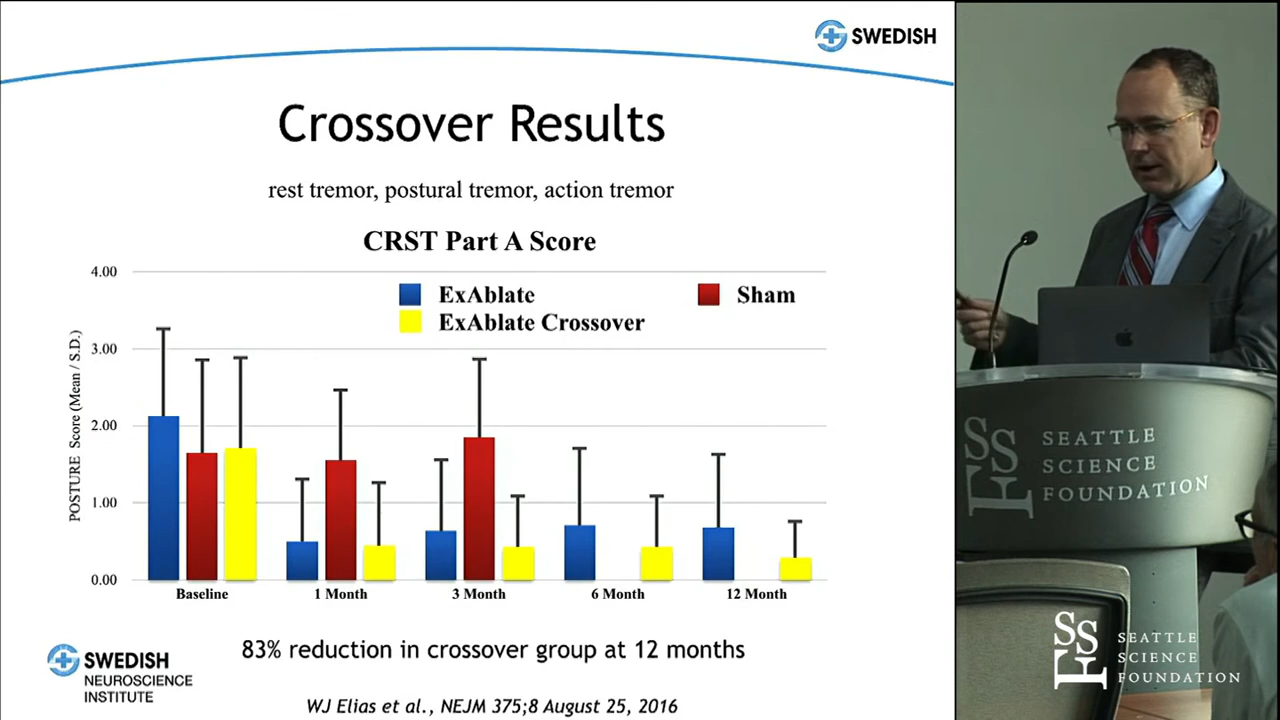 SWEDISH
Crossover Results
rest tremor, postural tremor, action tremor
CRST Part A Score
4.00
3.00
2.00
1.00
0.00
POSTURE Score (Mean / S.D.)
ExAblate
Sham
ExAblate Crossover
Baseline
1 Month
3 Month
6 Month
12 Month
83% reduction in crossover group at 12 months
SWEDISH
NEUROSCIENCE
INSTITUTE
WJ Elias et al., NEJM 375;8 August 25, 2016
SSF
SEATTLE
SCIENCE
FOUNDATION
SSF
SEATTLE
SCIENCE
FOUNDATION